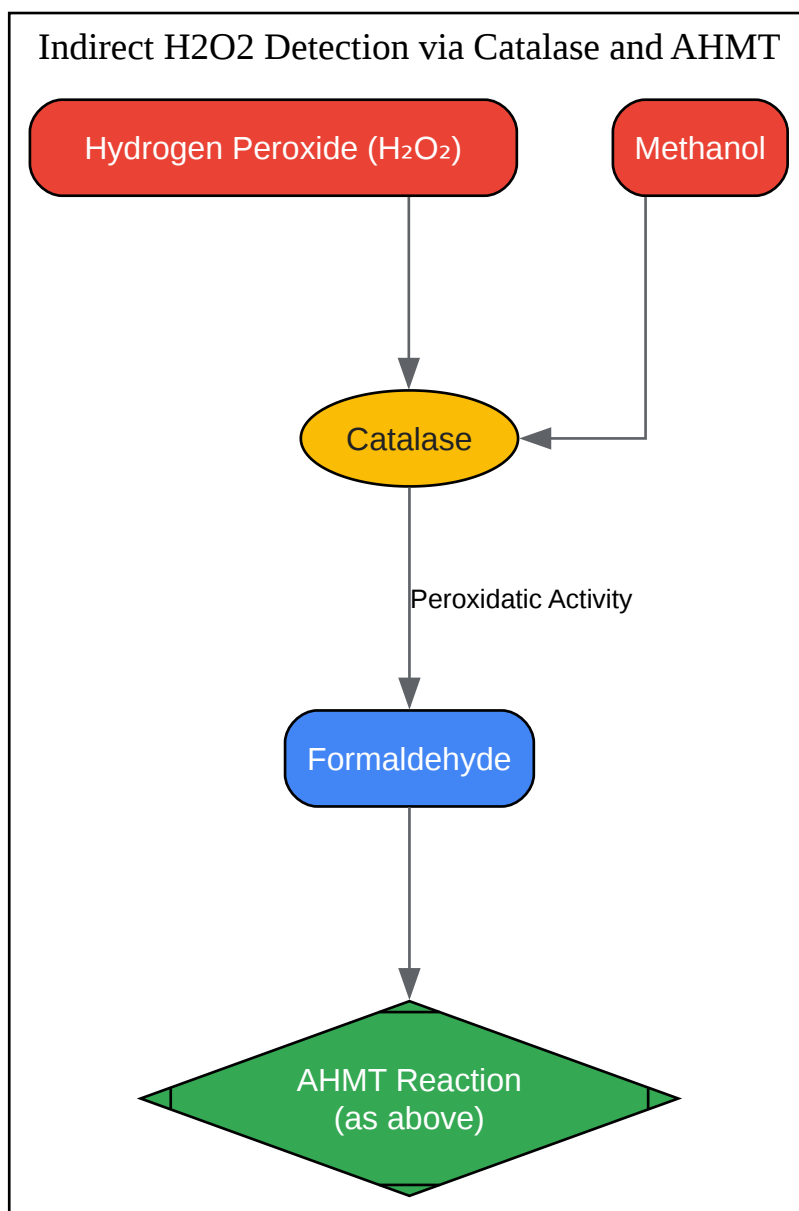 Indirect H2O2 Detection via Catalase and AHMT
Hydrogen Peroxide (H₂O₂)
Methanol
Catalase
Peroxidatic Activity
Formaldehyde
AHMT Reaction
(as above)